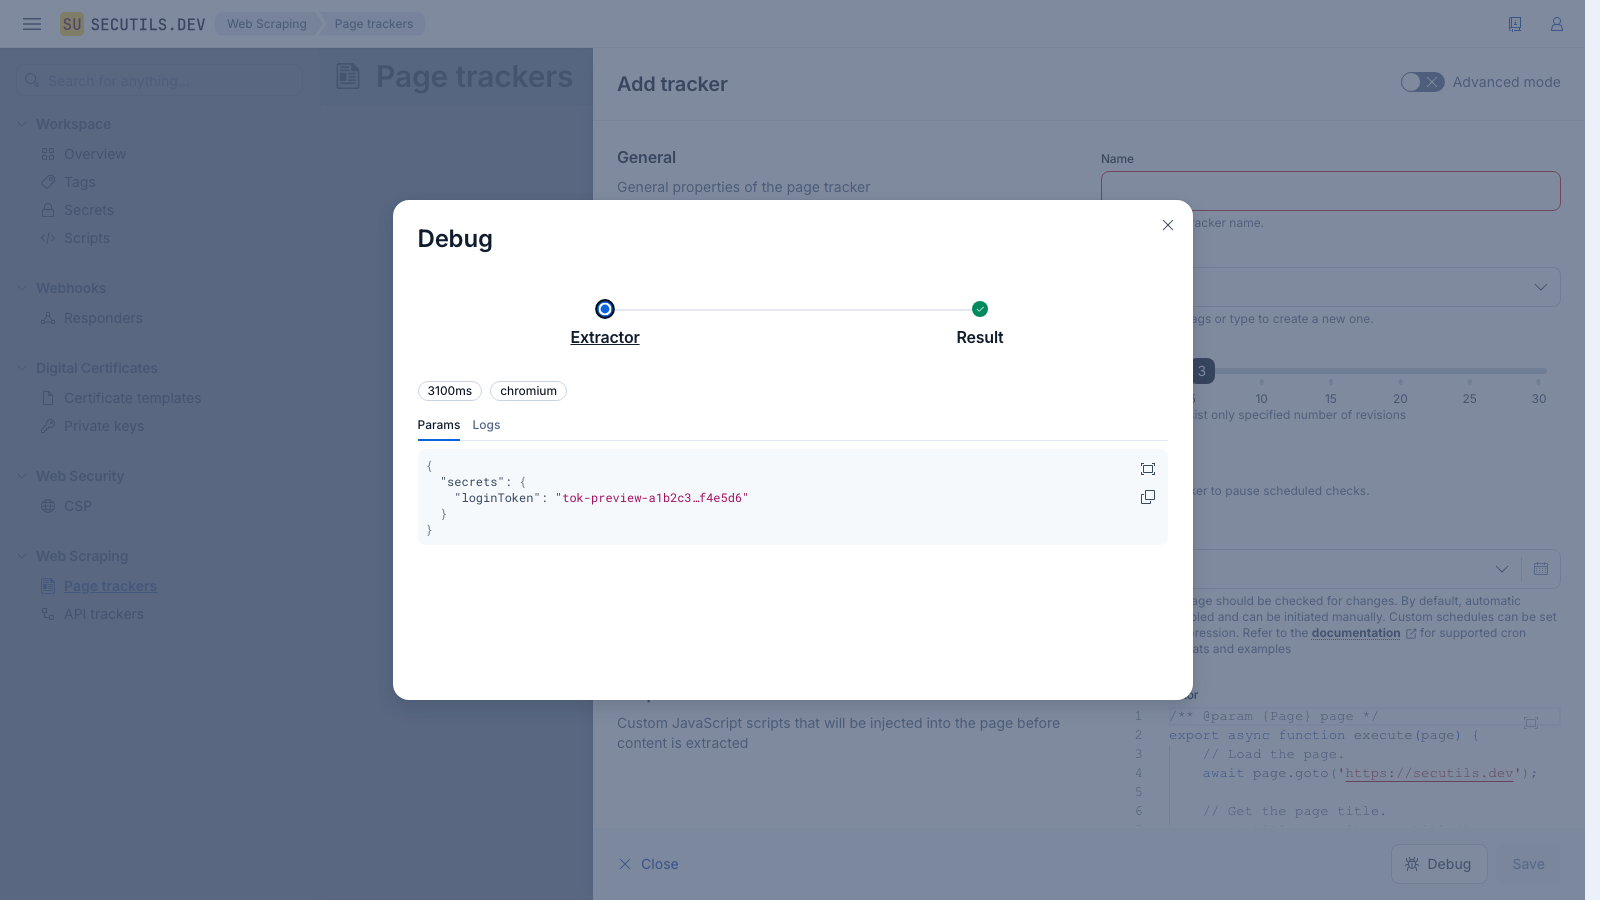 SU SECUTILS.DEV
Web Scraping
Page trackers
Search for anything...
Page trackers
Add tracker
Advanced mode
Workspace
Overview
Tags
Secrets
Scripts
Webhooks
Responders
Digital Certificates
Certificate templates
Private keys
Web Security
CSP
Web Scraping
Page trackers
API trackers
General
General properties of the page tracker
Name
racker name.
ags or type to create a new one.
3
10 15 20 25 30
ist only specified number of revisions
ker to pause scheduled checks.
age should be checked for changes. By default, automatic
bled and can be initiated manually. Custom schedules can be set
ression. Refer to the documentation for supported cron
ats and examples
Debug
Extractor
Result
3100ms
chromium
Params
Logs
{
"secrets": {
"loginToken": "tok-preview-a1b2c3…f4e5d6"
}
}
Custom JavaScript scripts that will be injected into the page before
content is extracted
tor
1 /** @param {Page} page */
2 export async function execute(page) {
3 // Load the page.
4 await page.goto('https://secutils.dev');
5
6 // Get the page title.
Close
Debug
Save